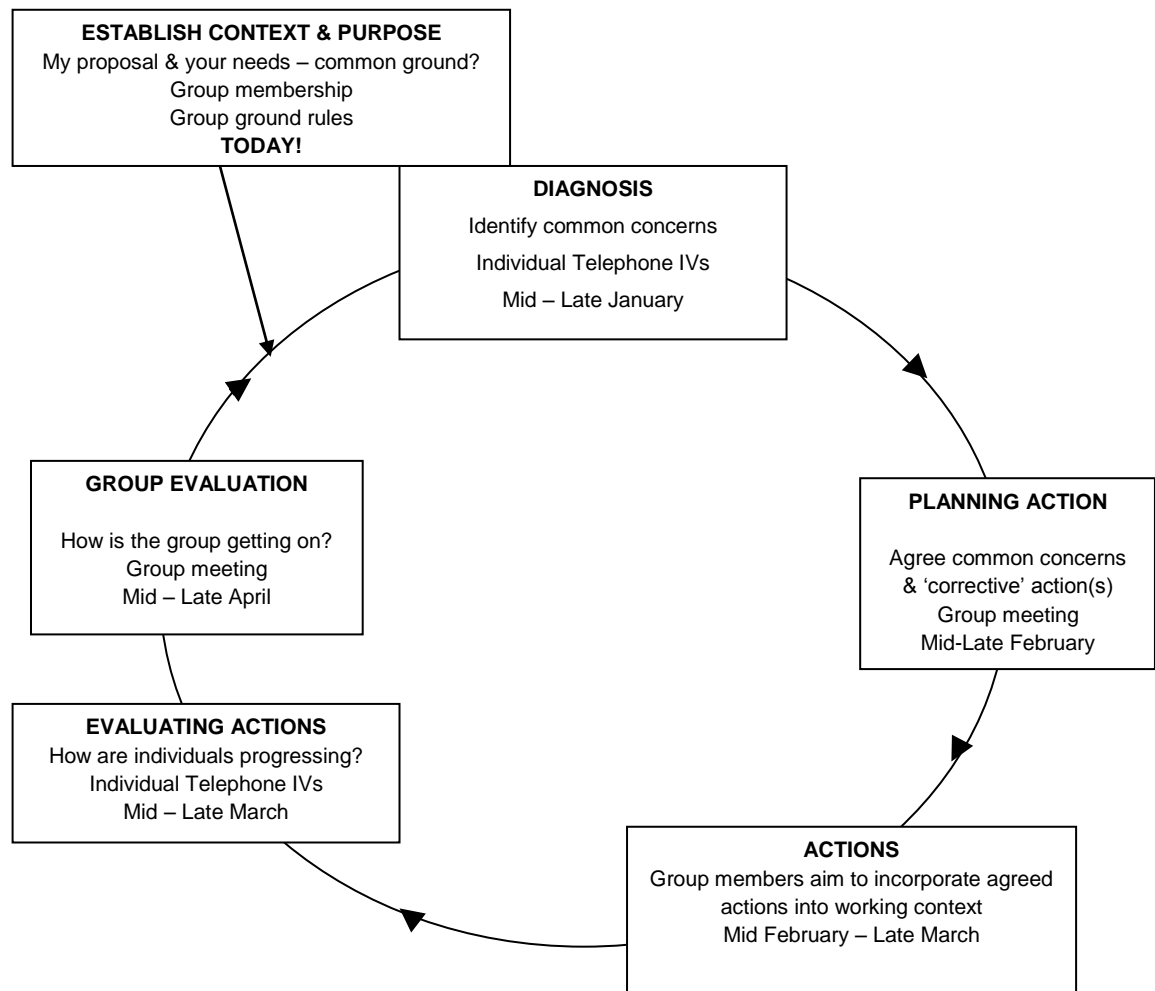 ESTABLISH CONTEXT & PURPOSE
My proposal & your needs – common ground?
Group membership
Group ground rules
TODAY!
DIAGNOSIS
Identify common concerns
Individual Telephone IVs
Mid – Late January
PLANNING ACTION
Agree common concerns
& ‘corrective’ action(s)
Group meeting
Mid-Late February
ACTIONS
Group members aim to incorporate agreed
actions into working context
Mid February – Late March
EVALUATING ACTIONS
How are individuals progressing?
Individual Telephone IVs
Mid – Late March
GROUP EVALUATION
How is the group getting on?
Group meeting
Mid – Late April